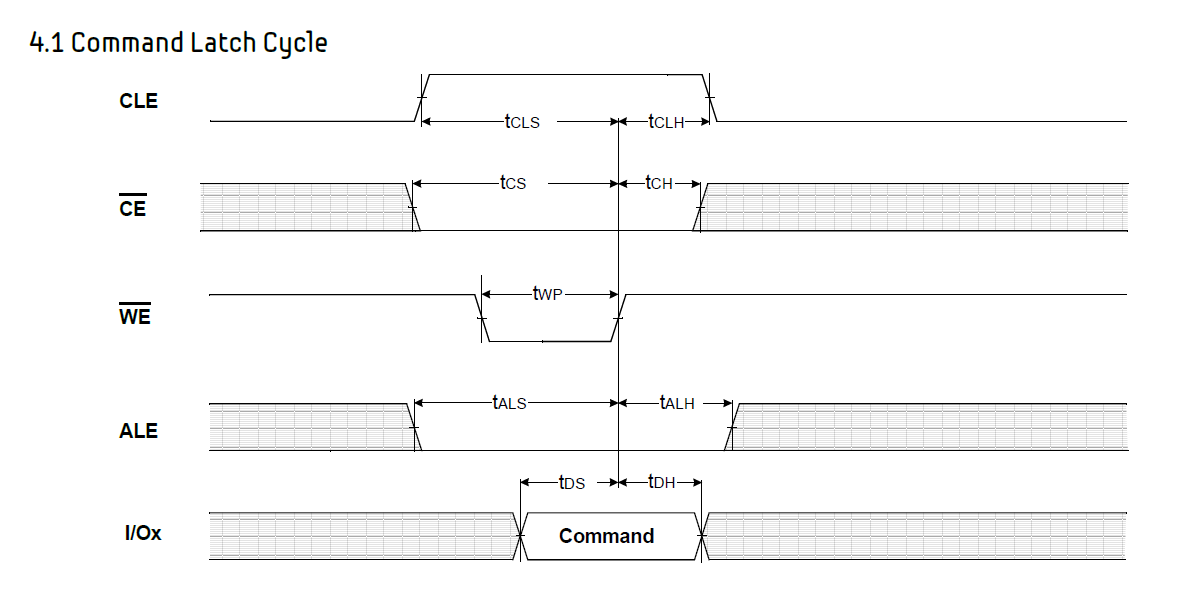 4.1 Command Latch Cycle
CLE
tCLS
tCLH
CE
tCS
tCH
WE
tWP
ALE
tALS
tALH
tDS
tDH
I/Ox
Command